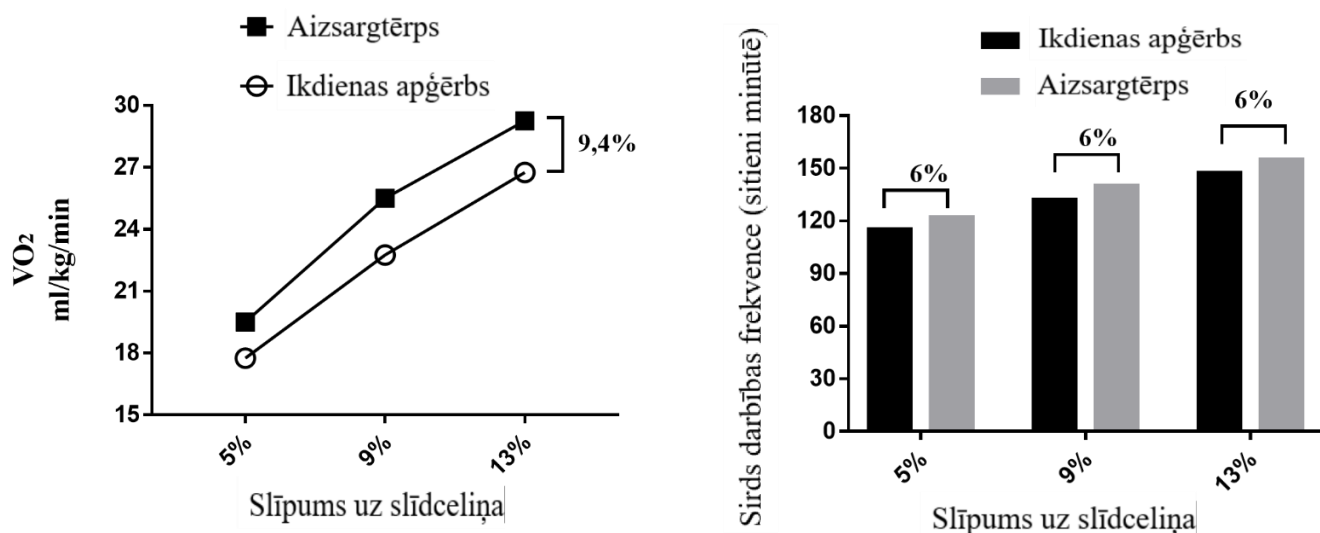 Aizsargtērps
Ikdienas apģērbs
30
27
24
21
18
15
VO2
ml/kg/min
9,4%
5%
9%
13%
Slīpums uz slīdceliņa
Ikdienas apģērbs
Aizsargtērps
Sirds darbības frekvence (sitieni minūtē)
180
150
120
90
60
30
0
6%
6%
6%
5%
9%
13%
Slīpums uz slīdceliņa